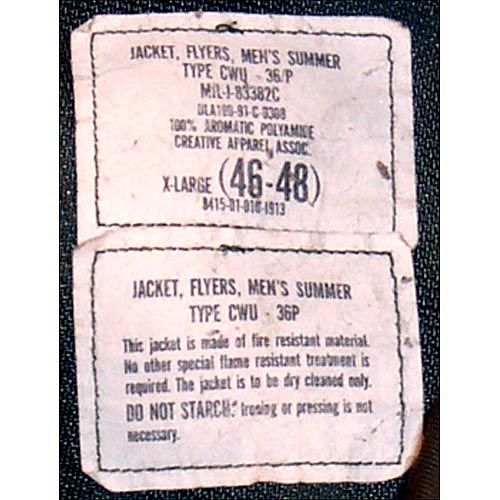 JACKET, FLYERS, MEN'S SUMMER
TYPE CWU - 36/P
MIL-J-83382C
DLA100-91-C-0308
100% AROMATIC POLYAMIDE
CREATIVE APPAREL ASSOC.
X-LARGE (46-48)
8415-01-010-1913
JACKET, FLYERS, MEN'S SUMMER
TYPE CWU - 36P
This jacket is made of fire resistant material.
No other special flame resistant treatment is
required. The jacket is to be dry cleaned only.
DO NOT STARCH. Ironing or pressing is not
necessary.